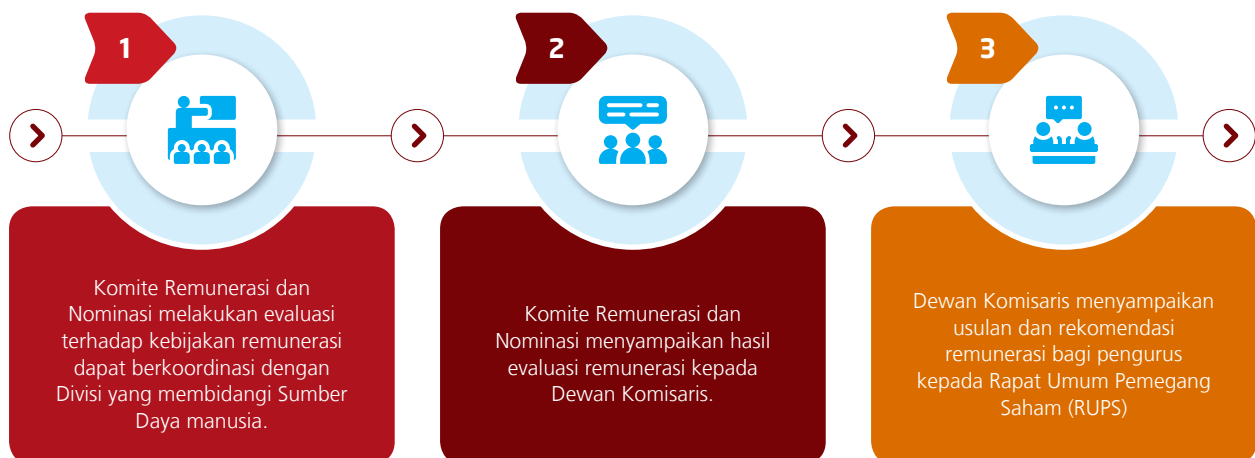 1
Komite Remunerasi dan
Nominasi melakukan evaluasi
terhadap kebijakan remunerasi
dapat berkoordinasi dengan
Divisi yang membidangi Sumber
Daya manusia.
2
Komite Remunerasi dan
Nominasi menyampaikan hasil
evaluasi remunerasi kepada
Dewan Komisaris.
3
Dewan Komisaris menyampaikan
usulan dan rekomendasi
remunerasi bagi pengurus
kepada Rapat Umum Pemegang
Saham (RUPS)